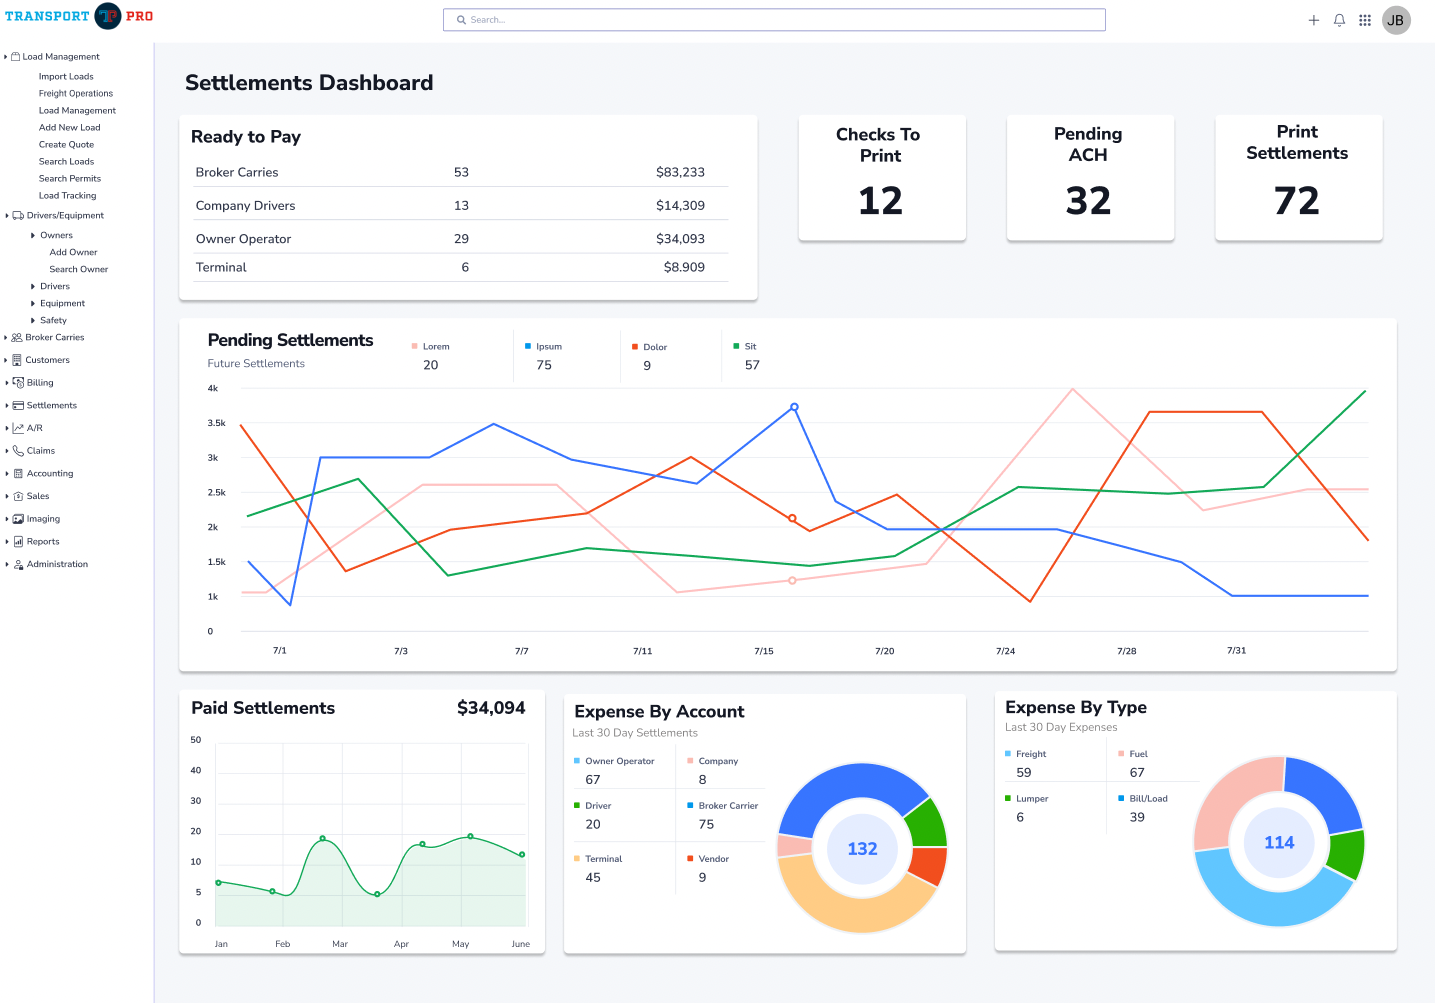 TRANSPORT TP PRO
Search...
JB
Load Management
Import Loads
Freight Operations
Load Management
Add New Load
Create Quote
Search Loads
Search Permits
Load Tracking
Drivers/Equipment
Owners
Add Owner
Search Owner
Drivers
Equipment
Safety
Broker Carries
Customers
Billing
Settlements
A/R
Claims
Accounting
Sales
Imaging
Reports
Administration
Settlements Dashboard
Ready to Pay
Broker Carries 53 $83,233
Company Drivers 13 $14,309
Owner Operator 29 $34,093
Terminal 6 $8.909
Checks To
Print
12
Pending
ACH
32
Print
Settlements
72
Pending Settlements
Future Settlements
Lorem
20
Ipsum
75
Dolor
9
Sit
57
4k
3.5k
3k
2.5k
2k
1.5k
1k
0
7/1 7/3 7/7 7/11 7/15 7/20 7/24 7/28 7/31
Paid Settlements $34,094
50
40
30
20
10
5
0
Jan Feb Mar Apr May June
Expense By Account
Last 30 Day Settlements
Owner Operator
67
Company
8
Driver
20
Broker Carrier
75
Terminal
45
Vendor
9
132
Expense By Type
Last 30 Day Expenses
Freight
59
Fuel
67
Lumper
6
Bill/Load
39
114